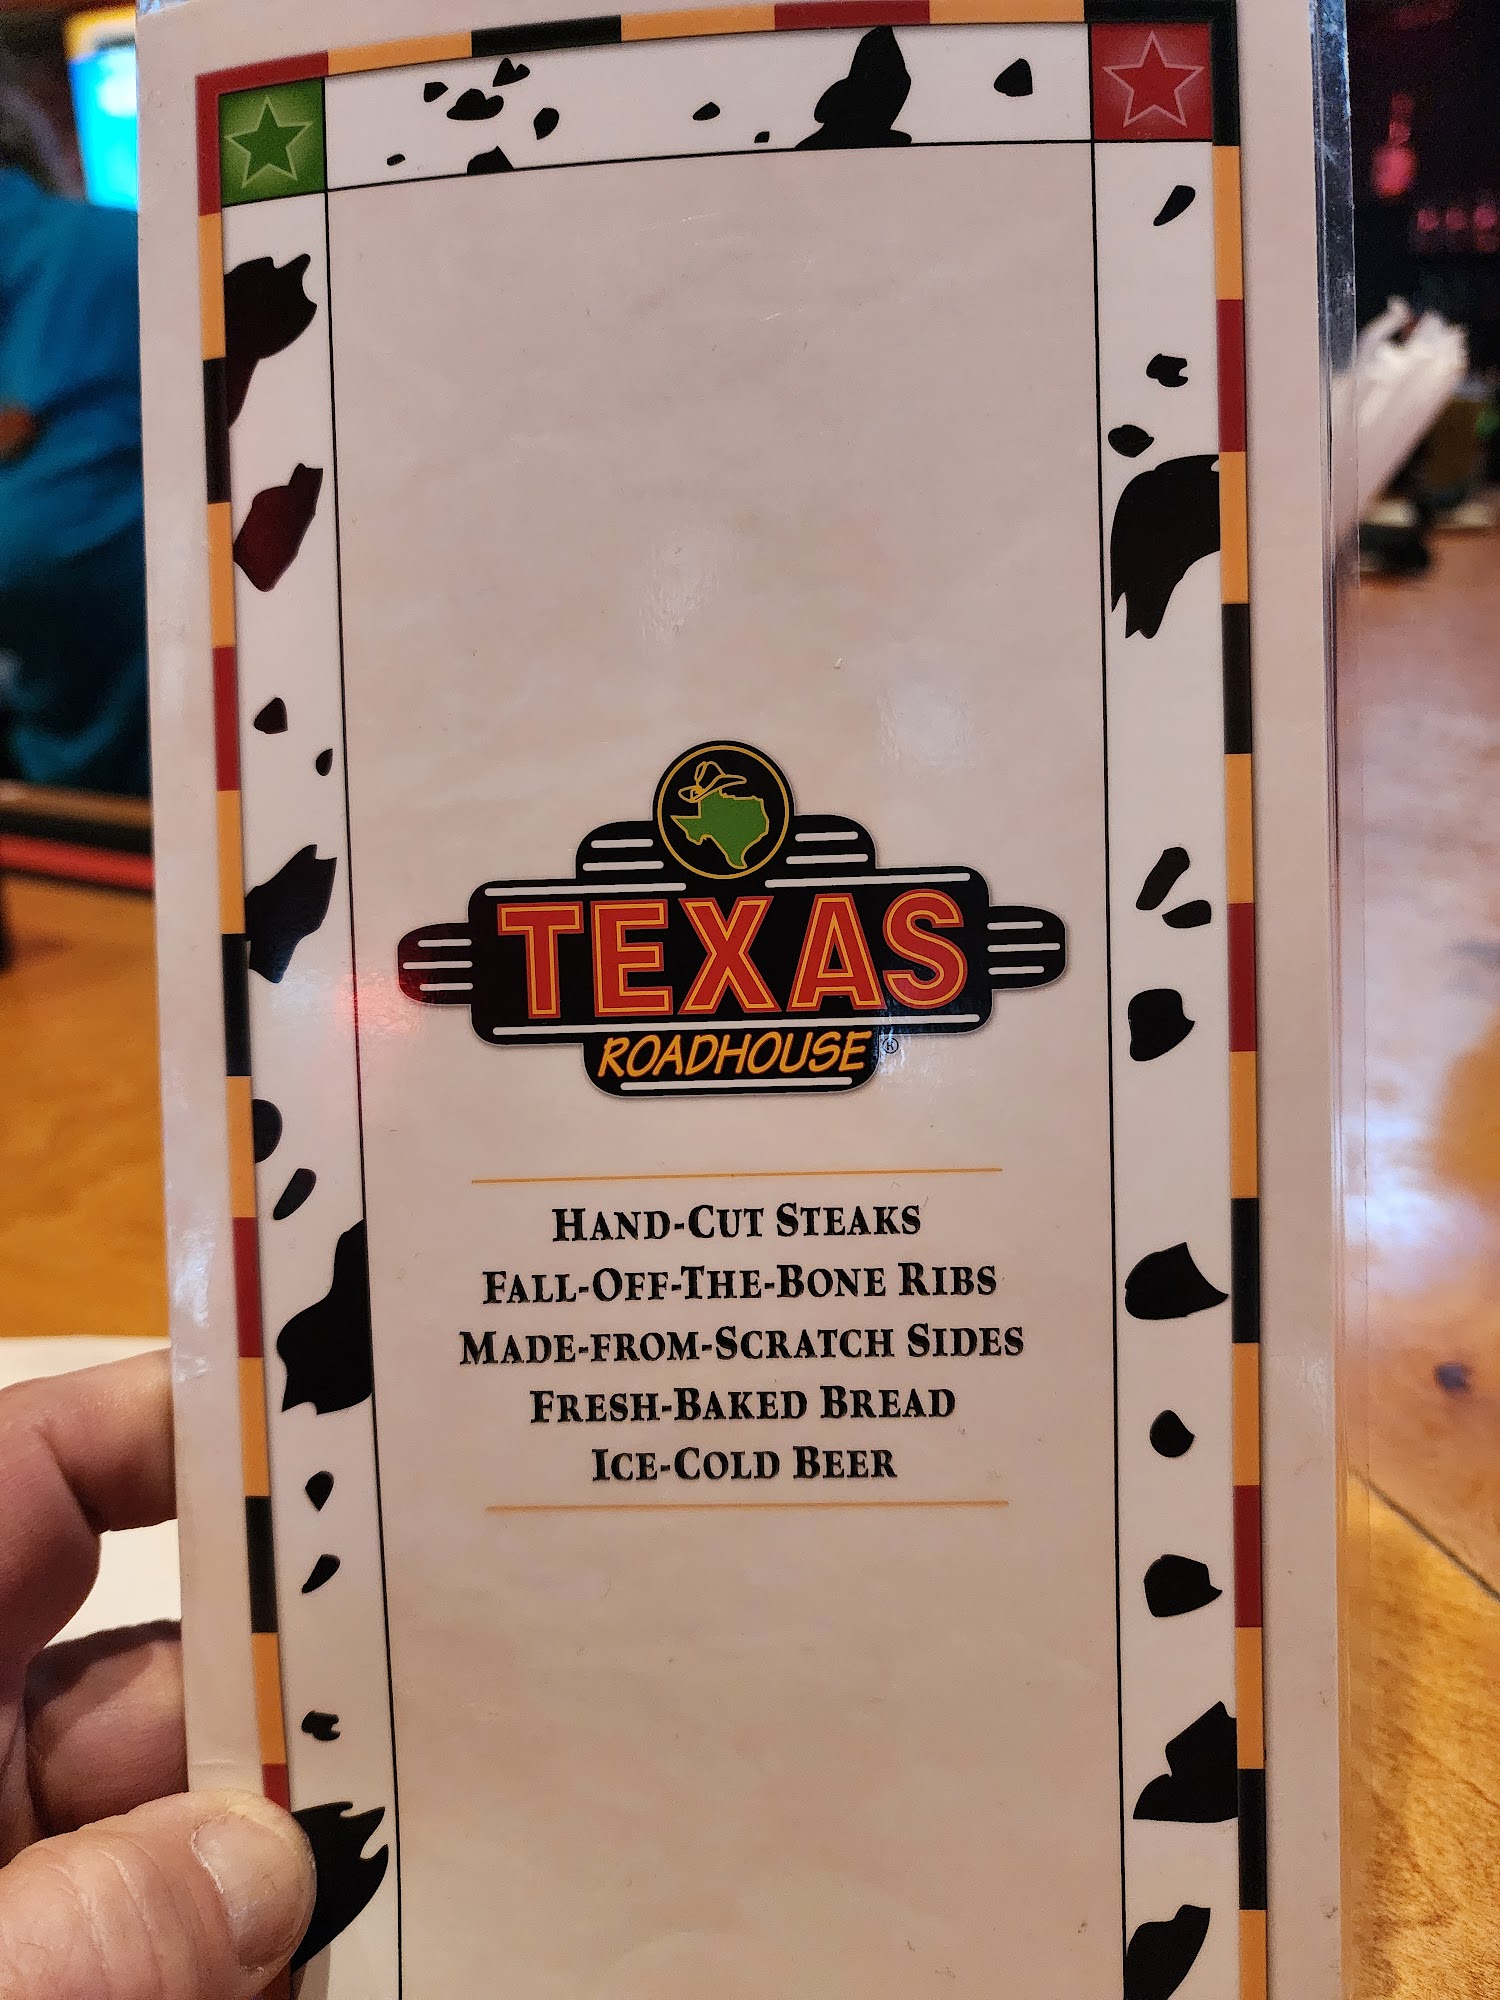 TEXAS
ROADHOUSE ®
HAND-CUT STEAKS
FALL-OFF-THE-BONE RIBS
MADE-FROM-SCRATCH SIDES
FRESH-BAKED BREAD
ICE-COLD BEER